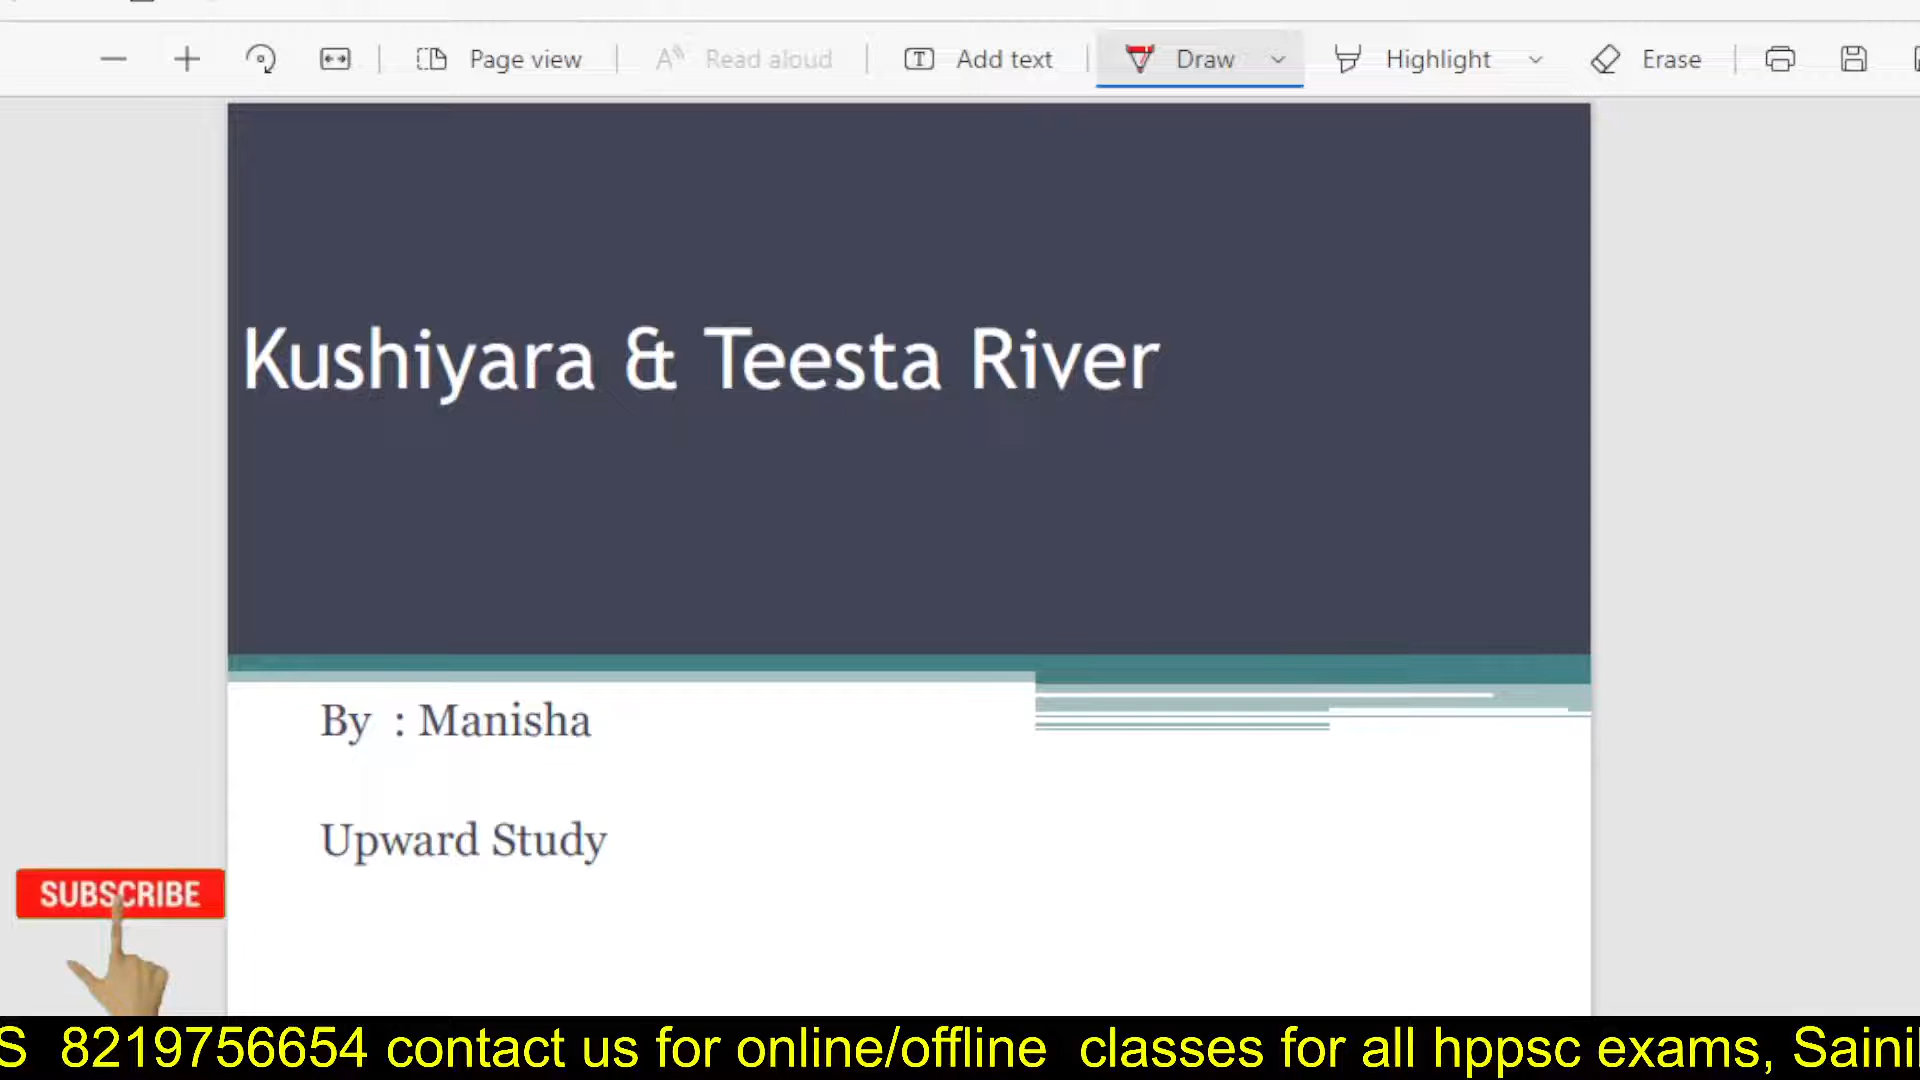 Page view Read aloud Add text Draw Highlight Erase
Kushiyara & Teesta River
By : Manisha
Upward Study
SUBSCRIBE
S 8219756654 contact us for online/offline classes for all hppsc exams,